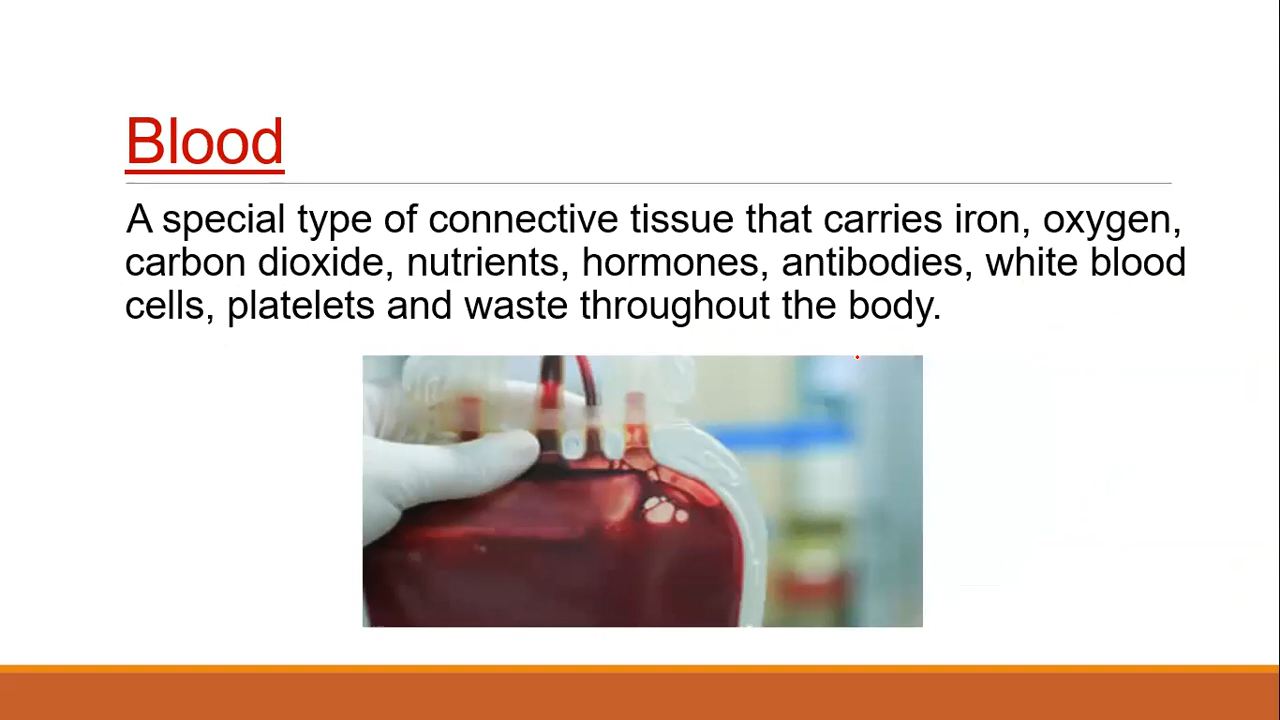 Blood
A special type of connective tissue that carries iron, oxygen,
carbon dioxide, nutrients, hormones, antibodies, white blood
cells, platelets and waste throughout the body.